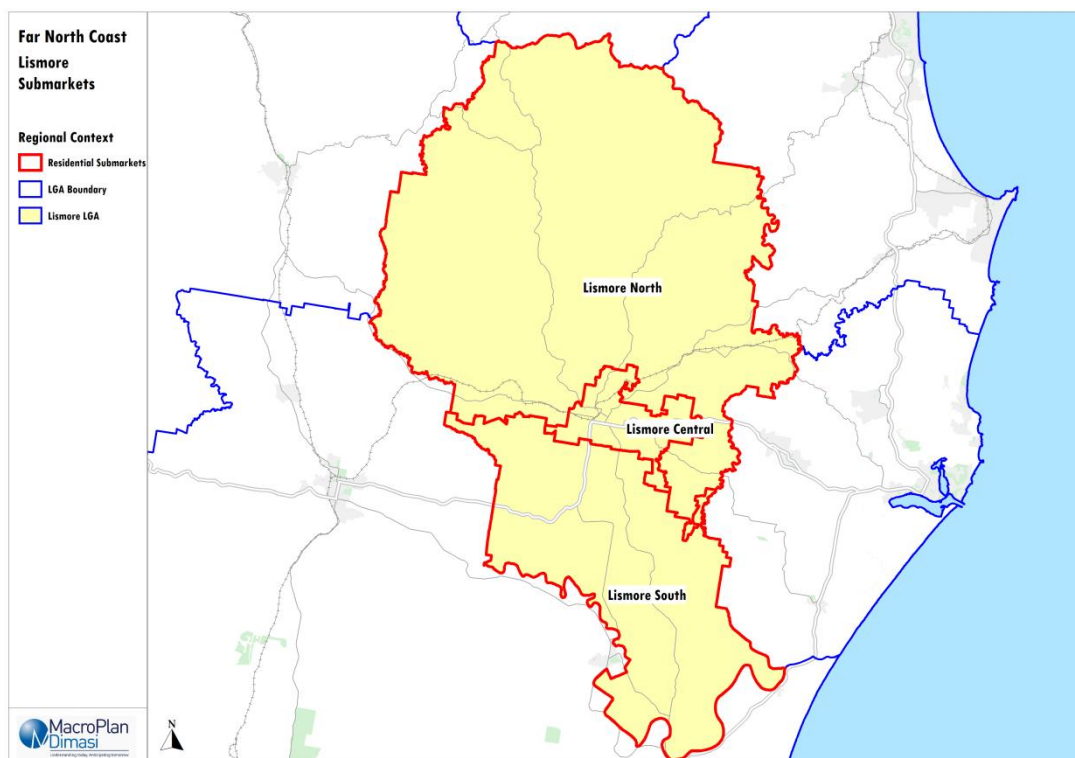 Far North Coast
Lismore
Submarkets
Regional Context
Residential Submarkets
LGA Boundary
Lismore LGA
Lismore North
Lismore Central
Lismore South
MacroPlan
Dimasi
N